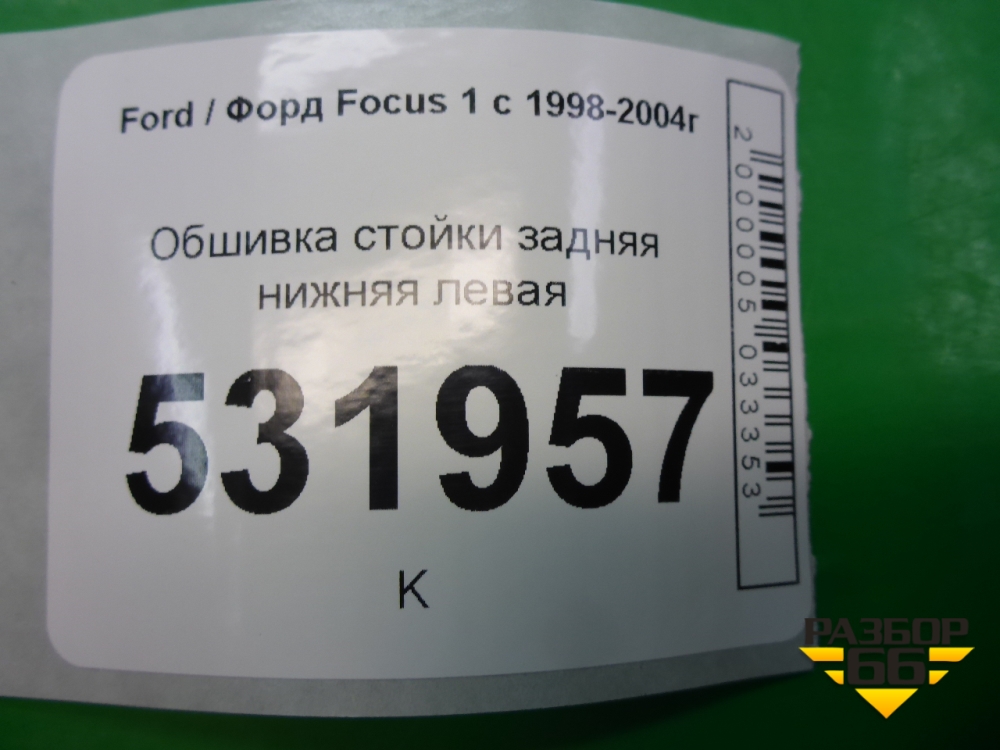 Ford / Форд Focus 1 с 1998-2004г
Обшивка стойки задняя
нижняя левая
531957
К
2000005033353
РАЗБОР
66